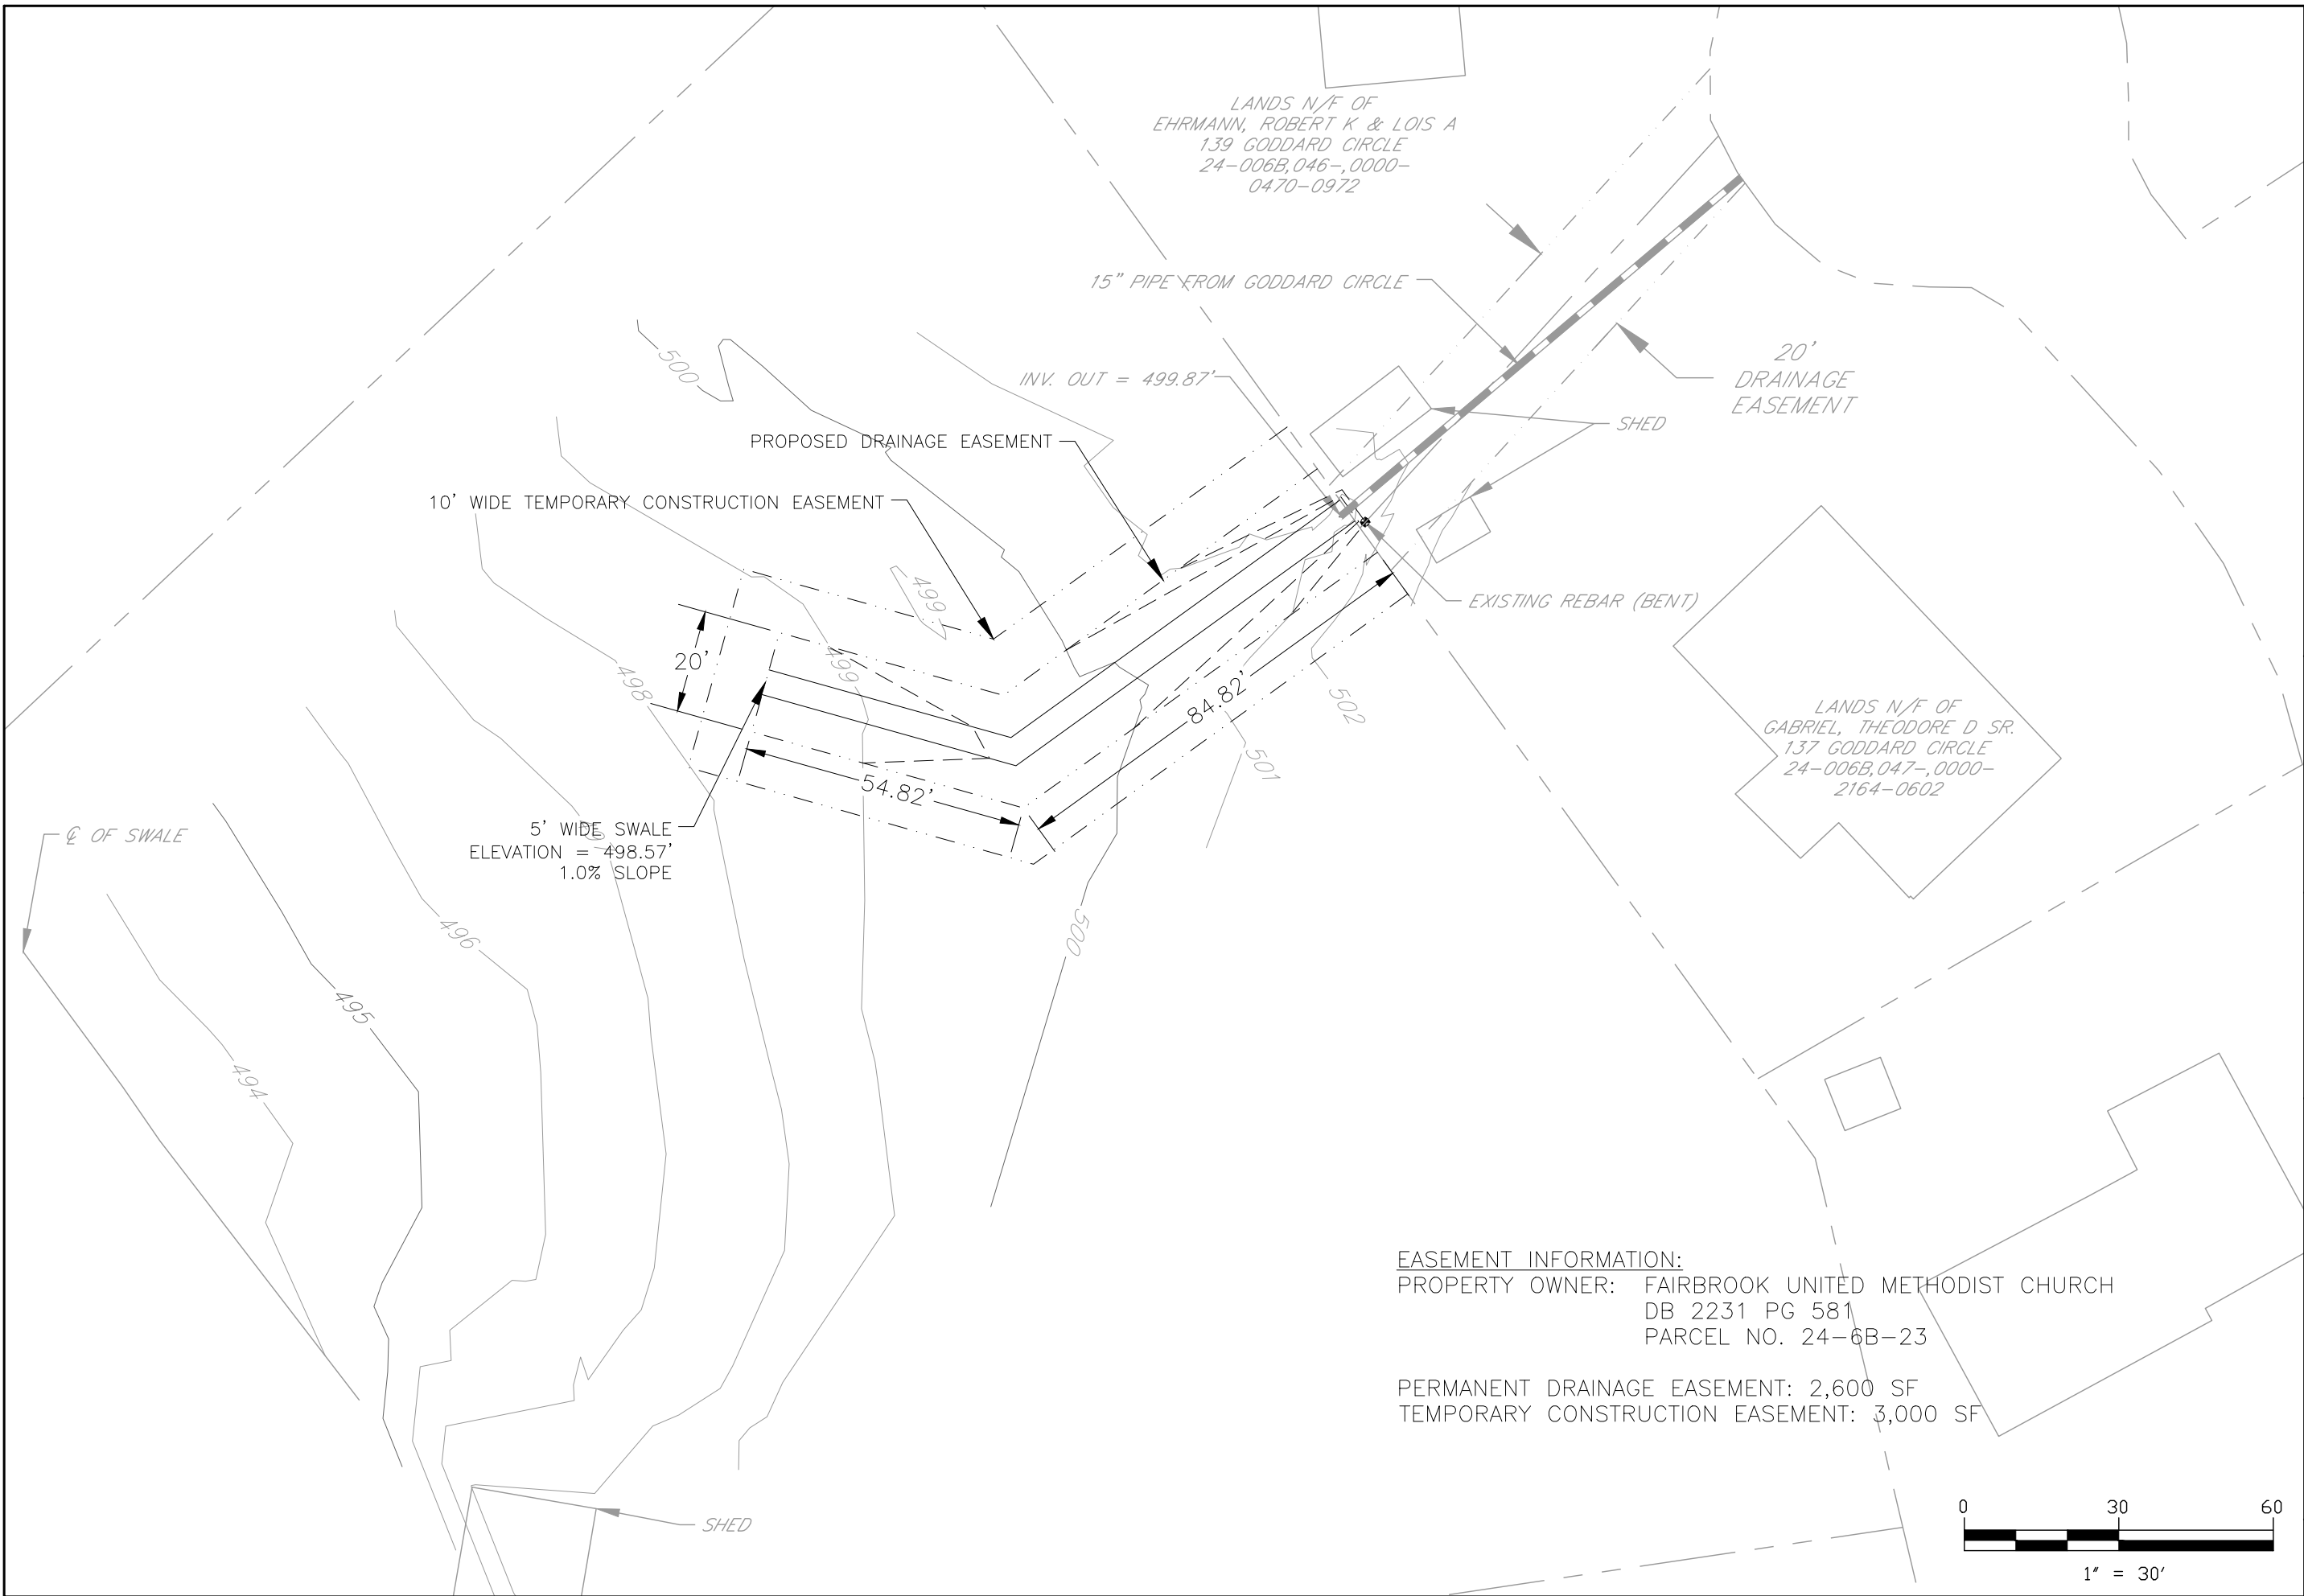 LANDS N/F OF
EHRMANN, ROBERT K & LOIS A
139 GODDARD CIRCLE
24-006B,046-,0000-
0470-0972
15" PIPE FROM GODDARD CIRCLE
20'
DRAINAGE
EASEMENT
INV. OUT = 499.87'
SHED
500
PROPOSED DRAINAGE EASEMENT
10' WIDE TEMPORARY CONSTRUCTION EASEMENT
499
EXISTING REBAR (BENT)
20'
498
499
84.82'
502
LANDS N/F OF
GABRIEL, THEODORE D SR.
137 GODDARD CIRCLE
24-006B,047-,0000-
2164-0602
501
54.82'
℄ OF SWALE
5' WIDE SWALE
ELEVATION = 498.57'
1.0% SLOPE
496
500
495
494
EASEMENT INFORMATION:
PROPERTY OWNER: FAIRBROOK UNITED METHODIST CHURCH
DB 2231 PG 581
PARCEL NO. 24-6B-23
PERMANENT DRAINAGE EASEMENT: 2,600 SF
TEMPORARY CONSTRUCTION EASEMENT: 3,000 SF
SHED
0 30 60
1" = 30'